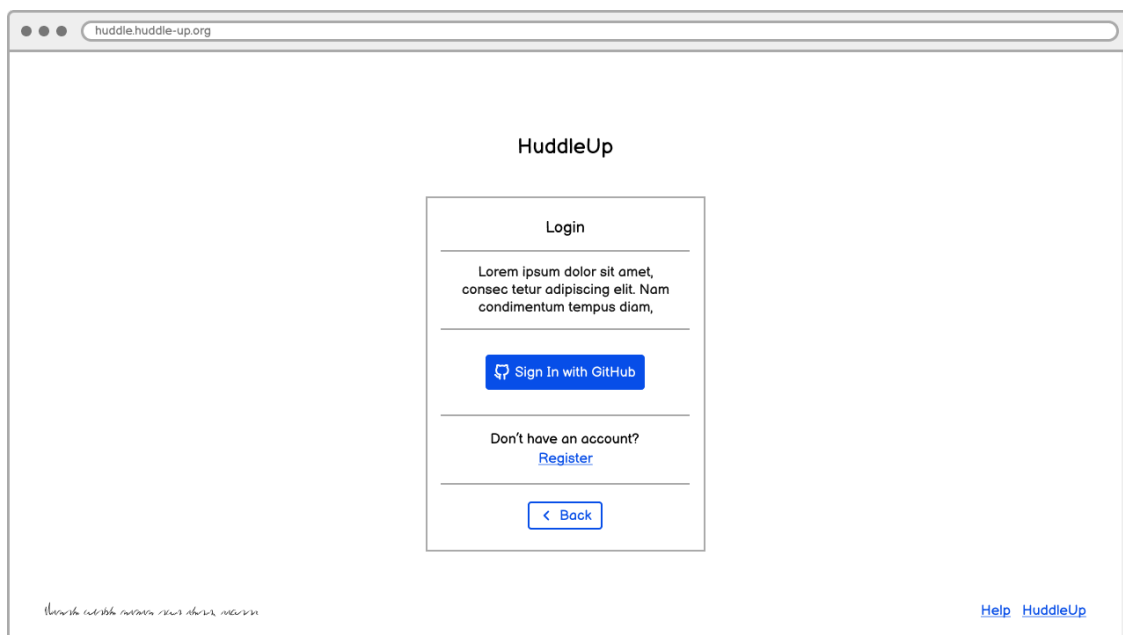 huddle.huddle-up.org
HuddleUp
Login
Lorem ipsum dolor sit amet,
consec tetur adipiscing elit. Nam
condimentum tempus diam,
Sign In with GitHub
Don't have an account?
Register
Back
Help HuddleUp